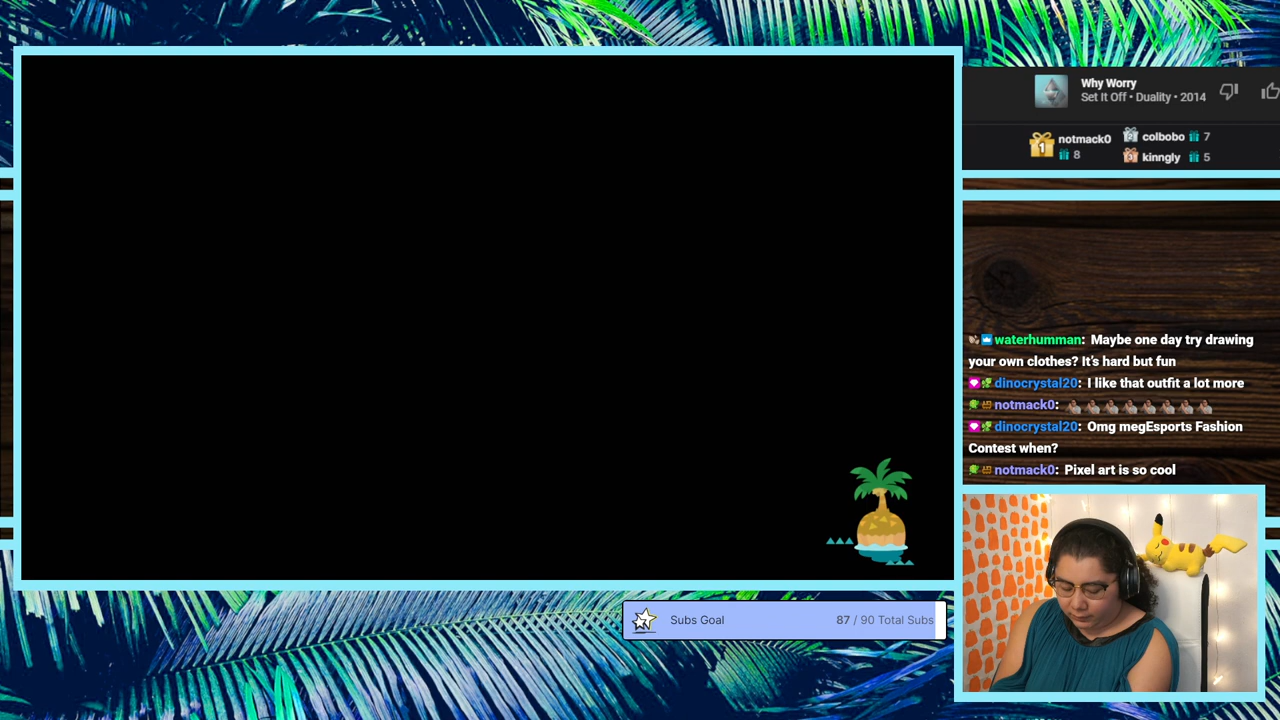 Why Worry
Set It Off • Duality • 2014
1 notmack0
8
colbobo 7
kinngly 5
waterhumman: Maybe one day try drawing
your own clothes? It's hard but fun
dinocrystal20: I like that outfit a lot more
notmack0:
dinocrystal20: Omg megEsports Fashion
Contest when?
notmack0: Pixel art is so cool
Subs Goal 87 / 90 Total Subs